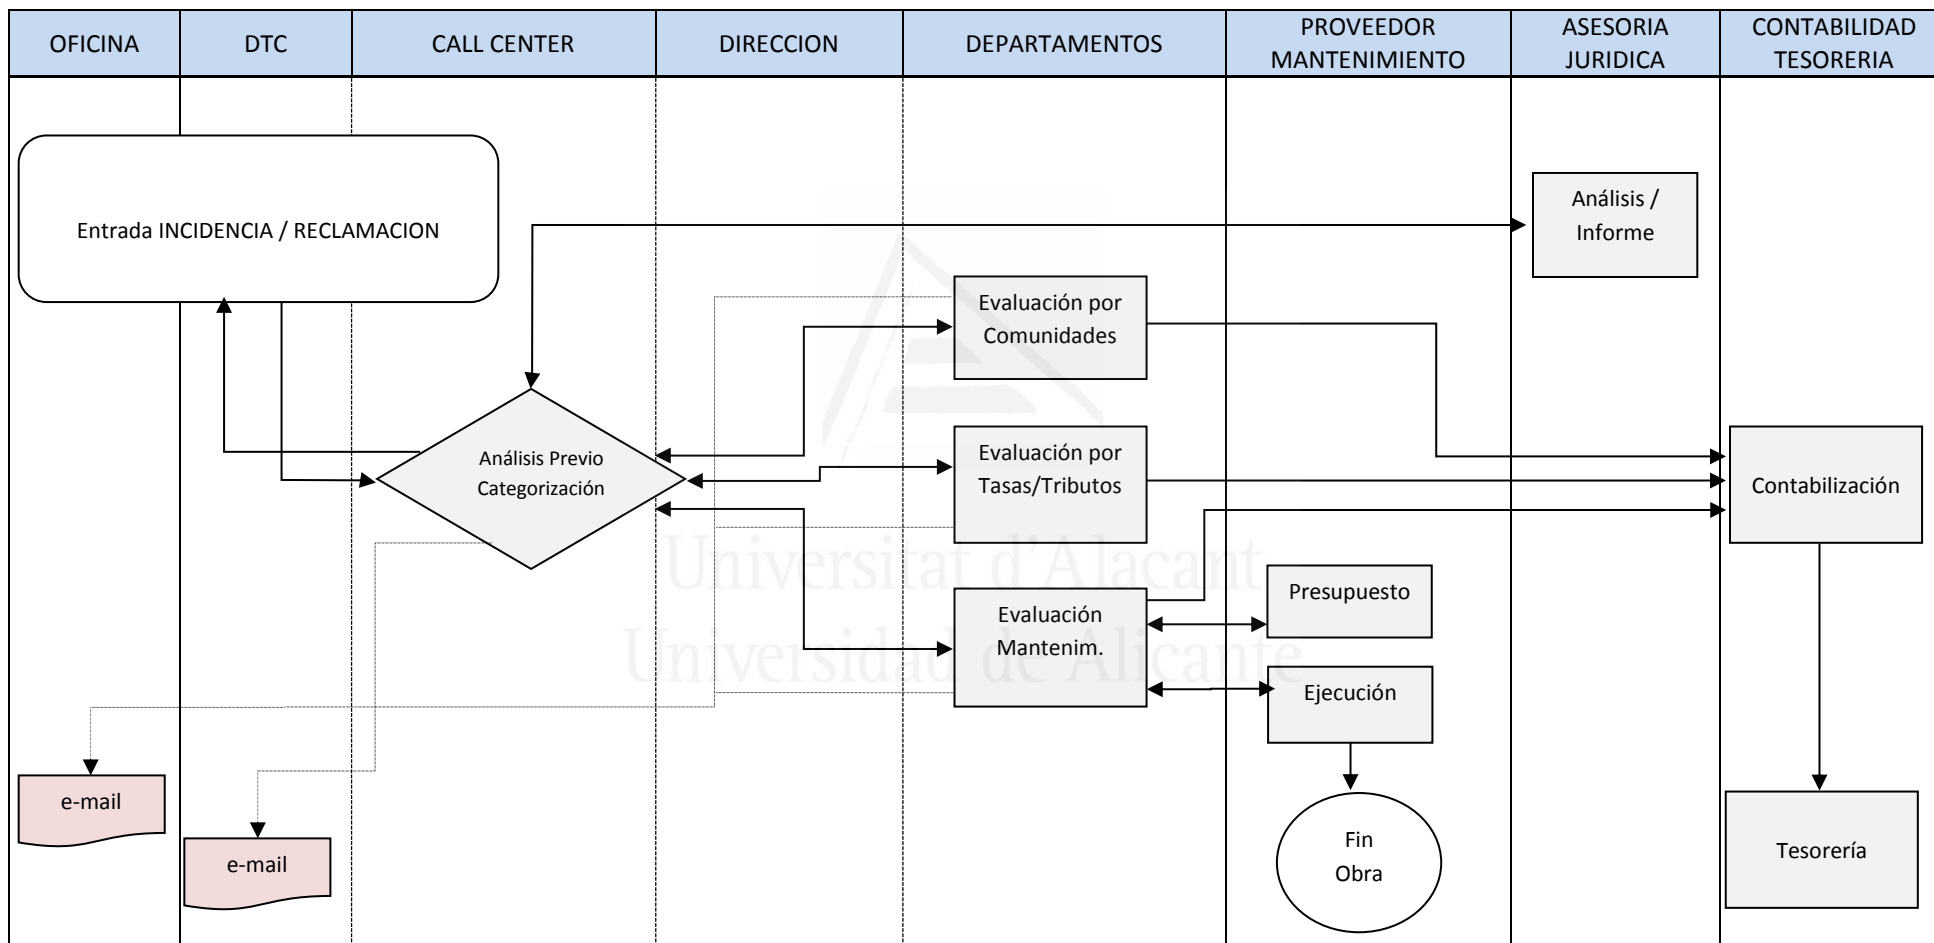 OFICINA
DTC
CALL CENTER
DIRECCION
DEPARTAMENTOS
PROVEEDOR
MANTENIMIENTO
ASESORIA
JURIDICA
CONTABILIDAD
TESORERIA
Entrada INCIDENCIA / RECLAMACION
Análisis /
Informe
Evaluación por
Comunidades
Análisis Previo
Categorización
Evaluación por
Tasas/Tributos
Contabilización
Universitat d'Alacant
Universidad de Alicante
Evaluación
Mantenim.
Presupuesto
Ejecución
e-mail
e-mail
Fin
Obra
Tesorería